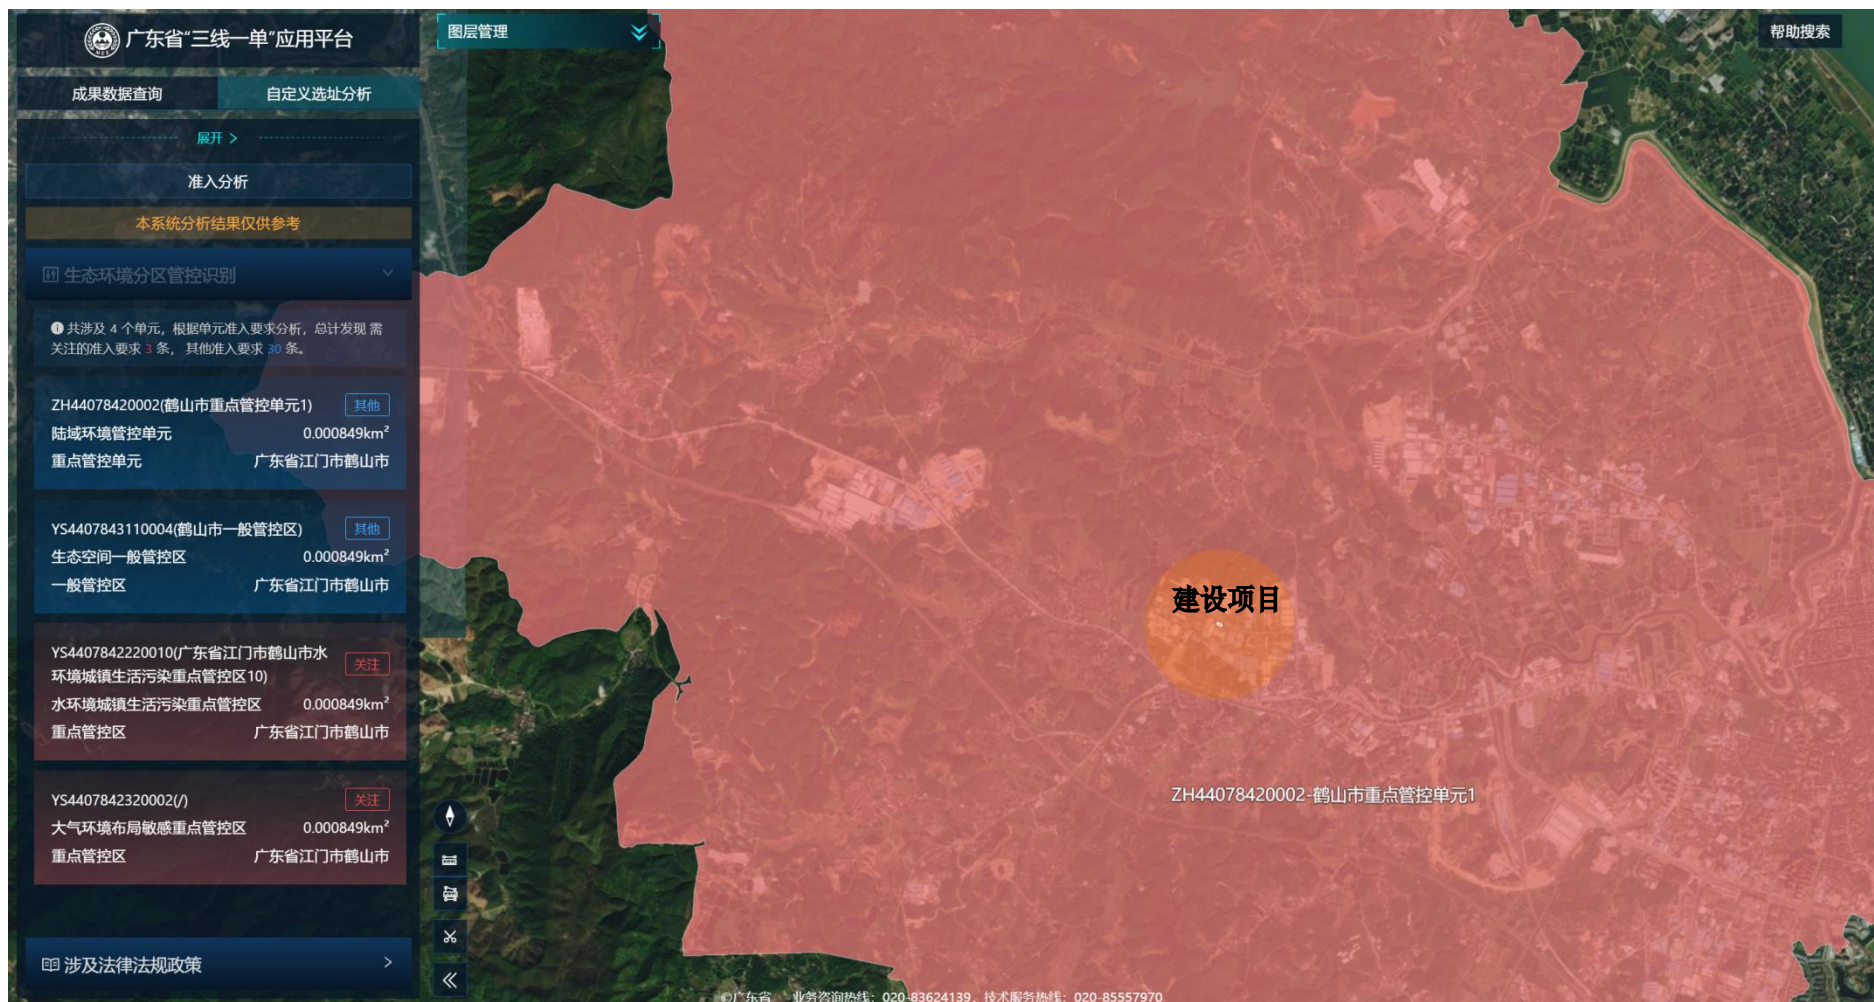 广东省“三线一单”应用平台
成果数据查询
自定义选址分析
展开 >
准入分析
本系统分析结果仅供参考
生态环境分区管控识别
共涉及 4 个单元，根据单元准入要求分析，总计发现 需
关注的准入要求 3 条， 其他准入要求 30 条。
ZH44078420002(鹤山市重点管控单元1) 其他
陆域环境管控单元 0.000849km²
重点管控单元 广东省江门市鹤山市
YS4407843110004(鹤山市一般管控区) 其他
生态空间一般管控区 0.000849km²
一般管控区 广东省江门市鹤山市
YS4407842220010(广东省江门市鹤山市水
环境城镇生活污染重点管控区10) 关注
水环境城镇生活污染重点管控区 0.000849km²
重点管控区 广东省江门市鹤山市
YS4407842320002(/) 关注
大气环境布局敏感重点管控区 0.000849km²
重点管控区 广东省江门市鹤山市
涉及法律法规政策 >
图层管理
帮助搜索
建设项目
ZH44078420002-鹤山市重点管控单元1
©广东省 业务咨询热线：020-83624139，技术服务热线：020-85557970